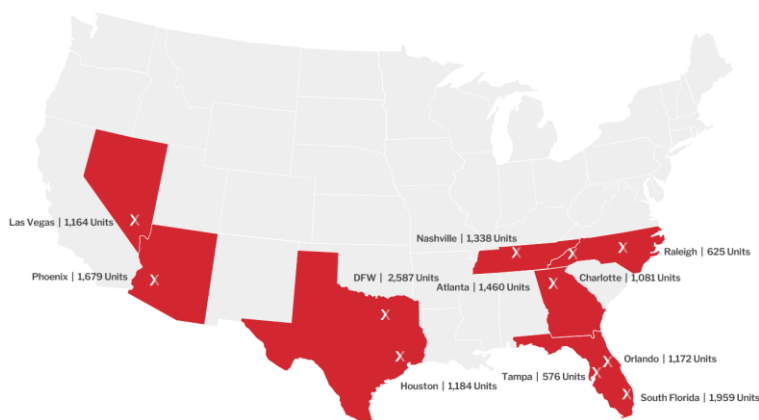 Las Vegas | 1,164 Units
Phoenix | 1,679 Units
DFW | 2,587 Units
Houston | 1,184 Units
Nashville | 1,338 Units
Atlanta | 1,460 Units
Raleigh | 625 Units
Charlotte | 1,081 Units
Orlando | 1,172 Units
Tampa | 576 Units
South Florida | 1,959 Units